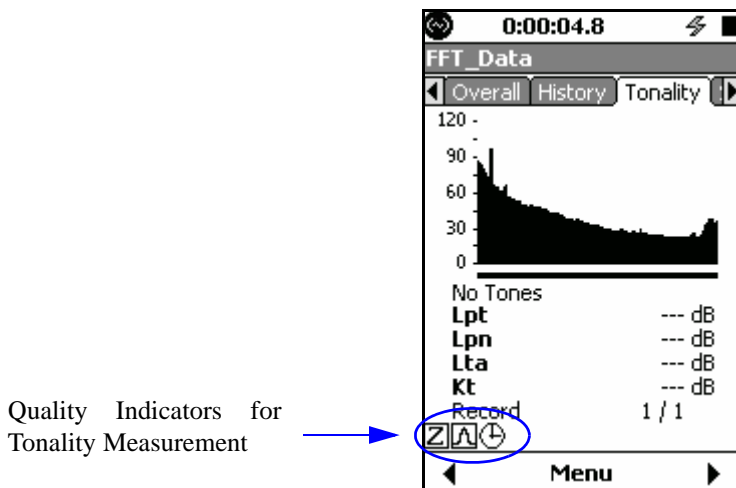 0:00:04.8
FFT_Data
Overall History Tonality
120
90
60
30
0
No Tones
Lpt --- dB
Lpn --- dB
Lta --- dB
Kt --- dB
Record 1 / 1
Quality Indicators for
Tonality Measurement
Z
Menu